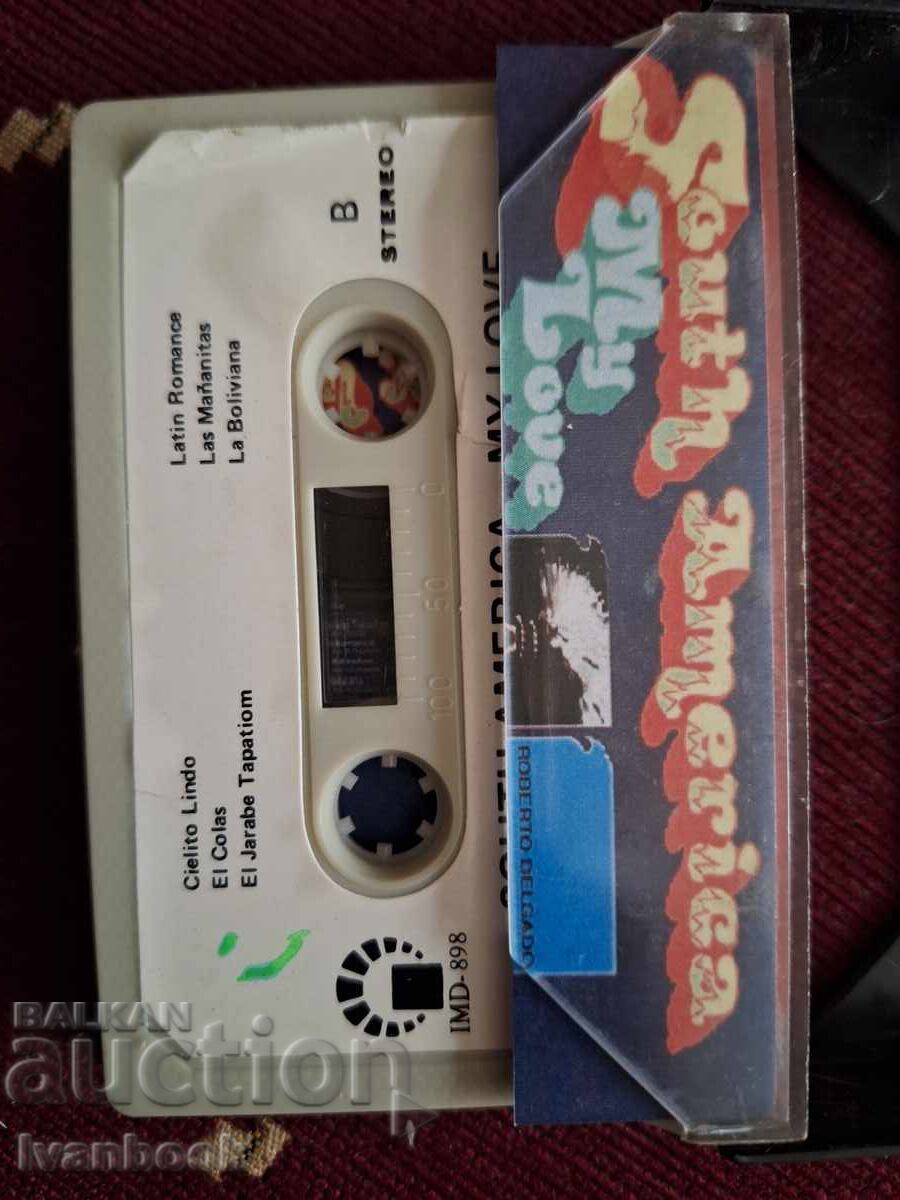 Cielito Lindo
El Colas
El Jarabe Tapatiom
Latin Romance
Las Mañanitas
La Boliviana
B
STEREO
IMD-898
100 50 0
SOUTH AMERICA MY LOVE
South America
My
Love
ROBERTO DELGADO
BALKAN
auction
Ivanbook